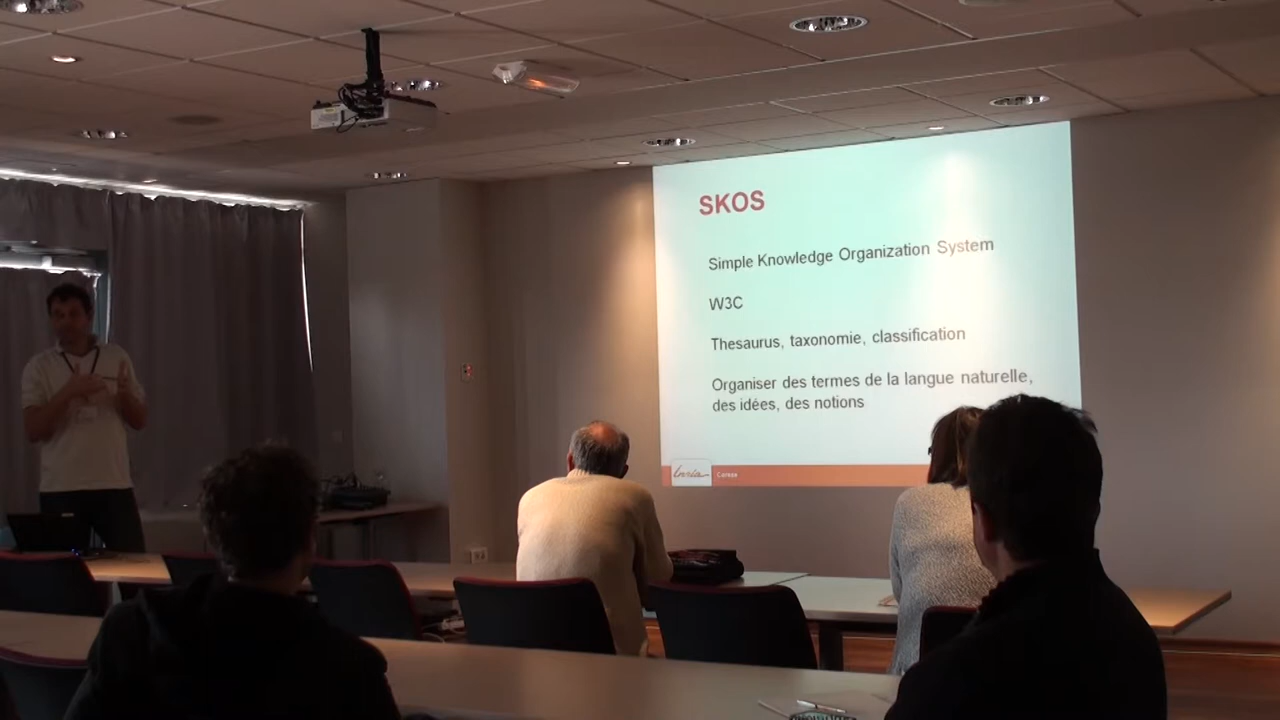 SKOS
Simple Knowledge Organization System
W3C
Thesaurus, taxonomie, classification
Organiser des termes de la langue naturelle,
des idées, des notions
Inria